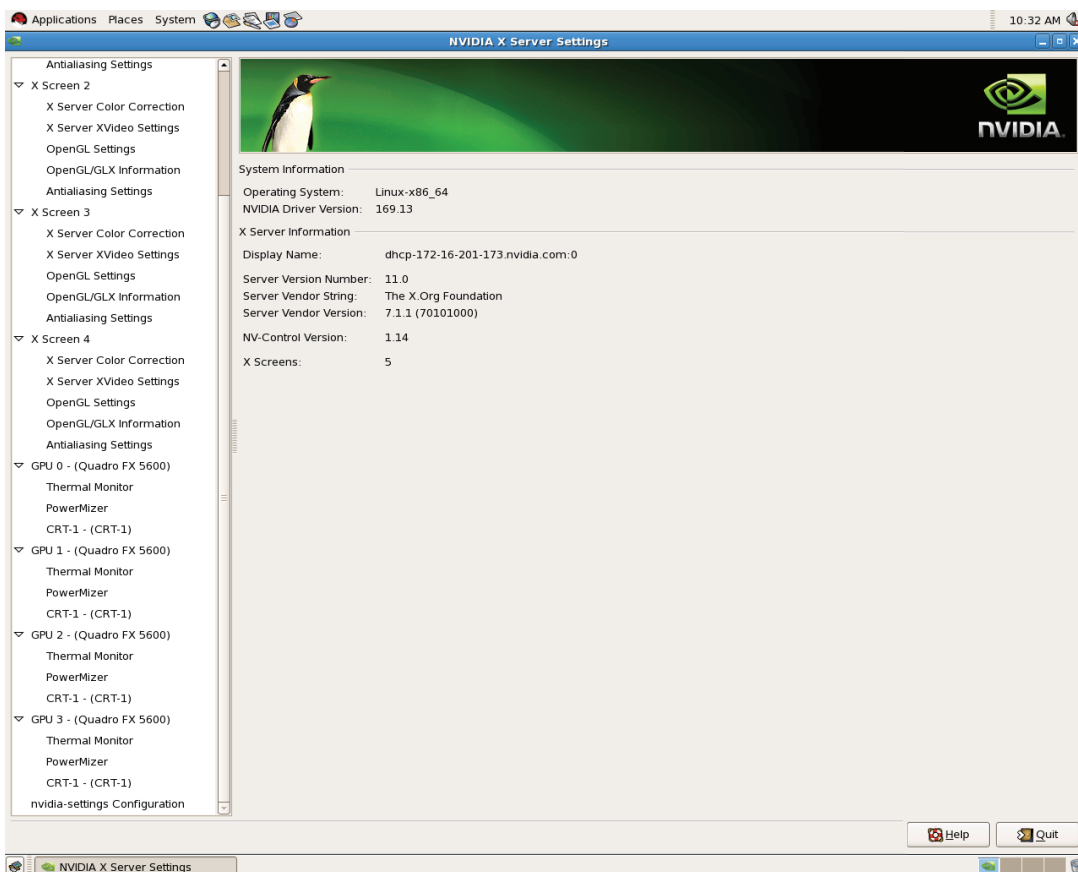 Applications Places System 10:32 AM
NVIDIA X Server Settings
Antialiasing Settings
X Screen 2
X Server Color Correction
X Server XVideo Settings
OpenGL Settings
OpenGL/GLX Information
Antialiasing Settings
X Screen 3
X Server Color Correction
X Server XVideo Settings
OpenGL Settings
OpenGL/GLX Information
Antialiasing Settings
X Screen 4
X Server Color Correction
X Server XVideo Settings
OpenGL Settings
OpenGL/GLX Information
Antialiasing Settings
GPU 0 - (Quadro FX 5600)
Thermal Monitor
PowerMizer
CRT-1 - (CRT-1)
GPU 1 - (Quadro FX 5600)
Thermal Monitor
PowerMizer
CRT-1 - (CRT-1)
GPU 2 - (Quadro FX 5600)
Thermal Monitor
PowerMizer
CRT-1 - (CRT-1)
GPU 3 - (Quadro FX 5600)
Thermal Monitor
PowerMizer
CRT-1 - (CRT-1)
nvidia-settings Configuration
NVIDIA.
System Information
Operating System: Linux-x86_64
NVIDIA Driver Version: 169.13
X Server Information
Display Name: dhcp-172-16-201-173.nvidia.com:0
Server Version Number: 11.0
Server Vendor String: The X.Org Foundation
Server Vendor Version: 7.1.1 (70101000)
NV-Control Version: 1.14
X Screens: 5
Help Quit
NVIDIA X Server Settings